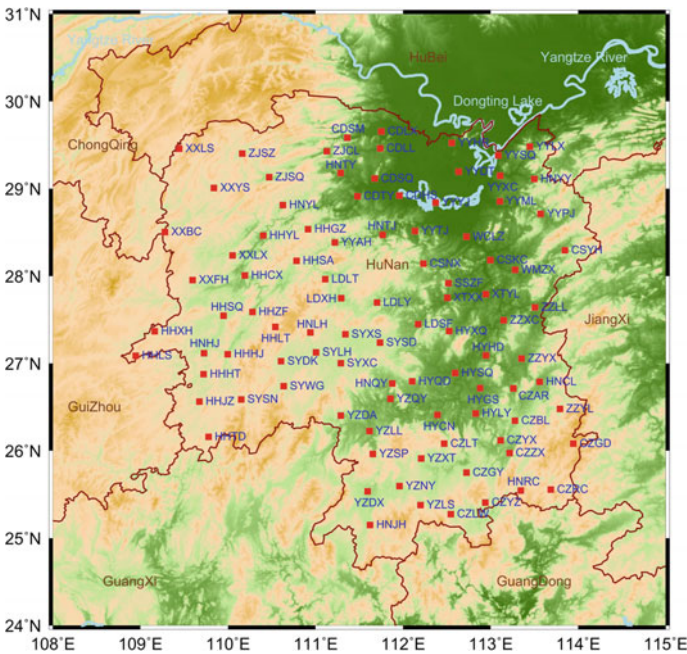 31°N
Yangtze River
HuBei
Yangtze River
30°N
Dongting Lake
ChongQing
CDSM
CDLX
XXLS
ZJSZ
ZJCL
CDLL
YYSQ
YYLX
HNTY
29°N
XXYS
ZJSQ
CDSQ
YYXC
HNXY
HNYL
CDTY
CDHS
YYML
YYPJ
XXBC
HHYL
HHGZ
YYAH
HNTJ
YYTJ
WCLZ
CSYH
XXLX
HHSA
HuNan
CSNX
CSKC
WMZX
28°N
XXFH
HHCX
LDLT
SSZF
LDXH
LDLY
XTXX
XTYL
HHSQ
HHZF
ZZLL
JiangXi
HHXH
HHLT
HNLH
SYXS
LDSF
HYXQ
ZZXC
SYSD
27°N
HNLS
HNHJ
HHHJ
SYDK
SYLH
SYXC
HYHD
ZZYX
HHHT
SYWG
HNQY
HYQD
HYSQ
HNCL
GuiZhou
HHJZ
SYSN
YZQY
HYGS
CZAR
YZDA
HYCN
HYLY
CZBL
ZZYL
26°N
HHTD
YZLL
CZLT
CZYX
CZGD
YZSP
YZXT
CZZX
CZGY
YZDX
YZNY
HNRC
CZRC
YZLS
CZLW
CZYZ
25°N
HNJH
GuangXi
GuangDong
24°N
108°E
109°E
110°E
111°E
112°E
113°E
114°E
115°E